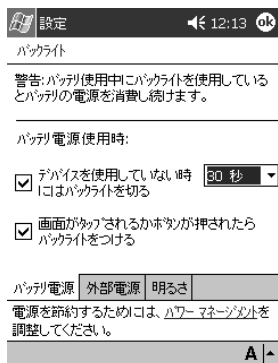 設定 12:13 ok
バックライト
警告: バッテリ使用中にバックライトを使用している
とバッテリの電源を消費し続けます。
バッテリ電源使用時:
デバイスを使用していない時
にはバックライトを切る
30 秒
画面がタップされるかボタンが押されたら
バックライトをつける
バッテリ電源 外部電源 明るさ
電源を節約するためには、パワー マネージメントを
調整してください。
A